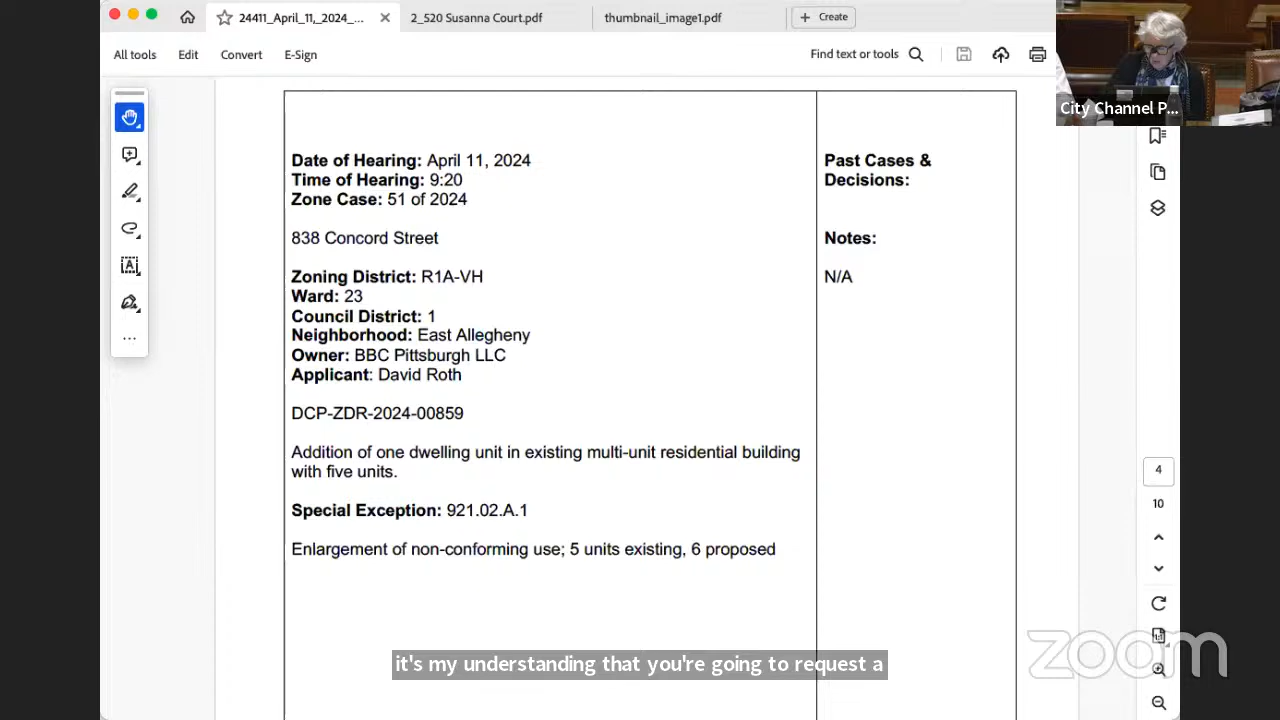 24411_April_11,_2024_...
2_520 Susanna Court.pdf
thumbnail_image1.pdf
Create
All tools
Edit
Convert
E-Sign
Find text or tools
City Channel P...
Date of Hearing: April 11, 2024
Time of Hearing: 9:20
Zone Case: 51 of 2024
838 Concord Street
Zoning District: R1A-VH
Ward: 23
Council District: 1
Neighborhood: East Allegheny
Owner: BBC Pittsburgh LLC
Applicant: David Roth
DCP-ZDR-2024-00859
Addition of one dwelling unit in existing multi-unit residential building
with five units.
Special Exception: 921.02.A.1
Enlargement of non-conforming use; 5 units existing, 6 proposed
Past Cases &
Decisions:
Notes:
N/A
4
10
it's my understanding that you're going to request a
zoom